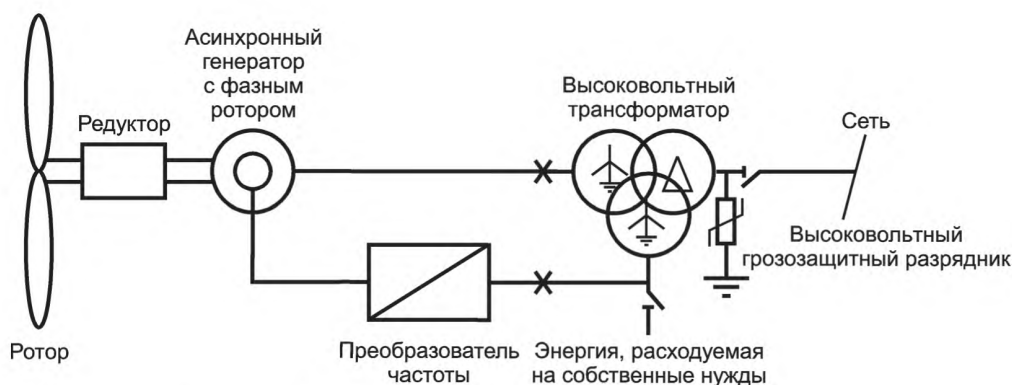 Асинхронный
генератор
с фазным
ротором
Редуктор
Высоковольтный
трансформатор
Сеть
Высоковольтный
грозозащитный разрядник
Ротор
Преобразователь
частоты
Энергия, расходуемая
на собственные нужды